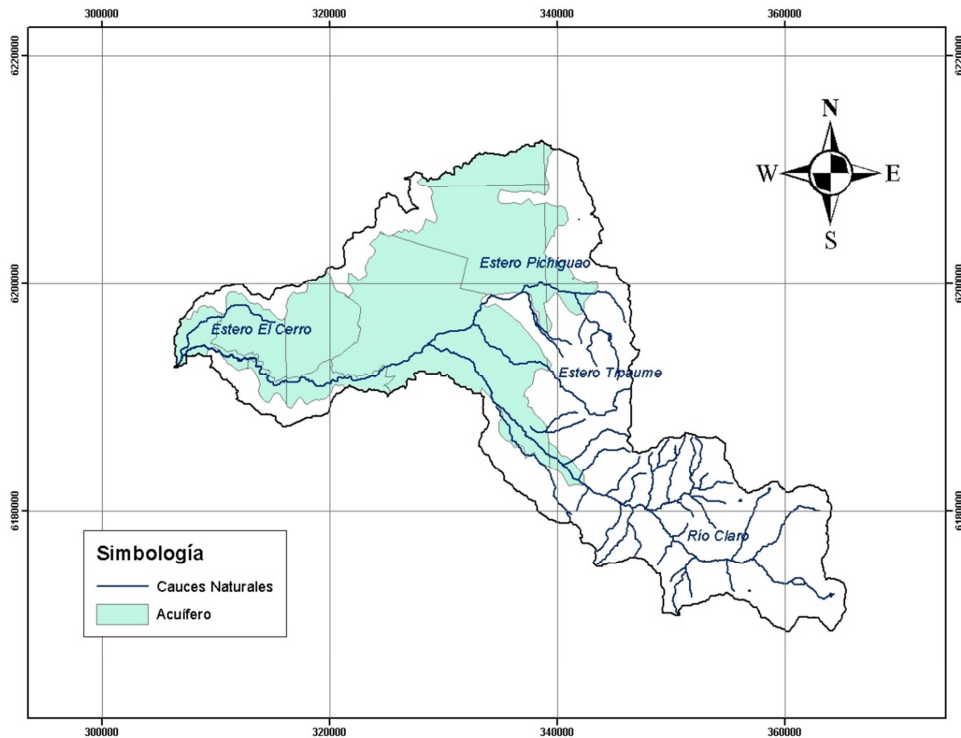 300000 320000 340000 360000
6220000 6220000
N
W E
S
Estero Pichiguao
6200000 6200000
Estero El Cerro
Estero Tipaume
6180000 6180000
Río Claro
Simbología
Cauces Naturales
Acuífero
300000 320000 340000 360000